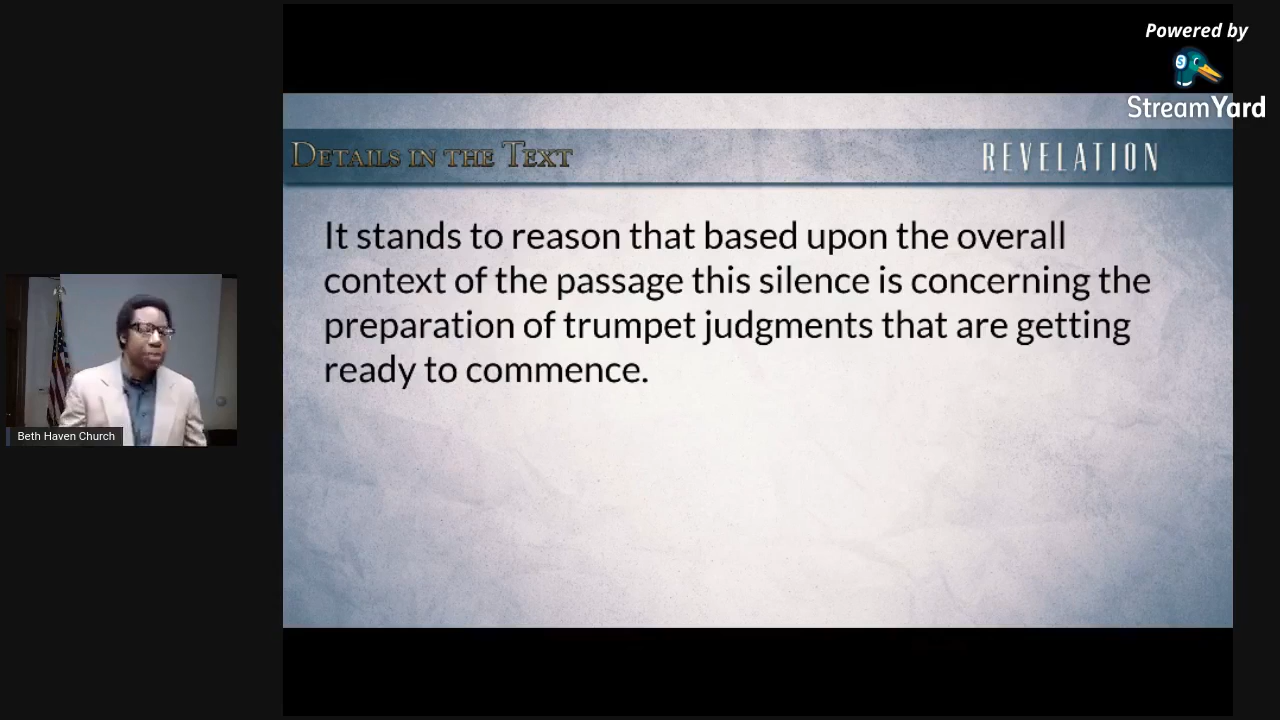 Powered by
StreamYard
DETAILS IN THE TEXT
REVELATION
It stands to reason that based upon the overall
context of the passage this silence is concerning the
preparation of trumpet judgments that are getting
ready to commence.
Beth Haven Church